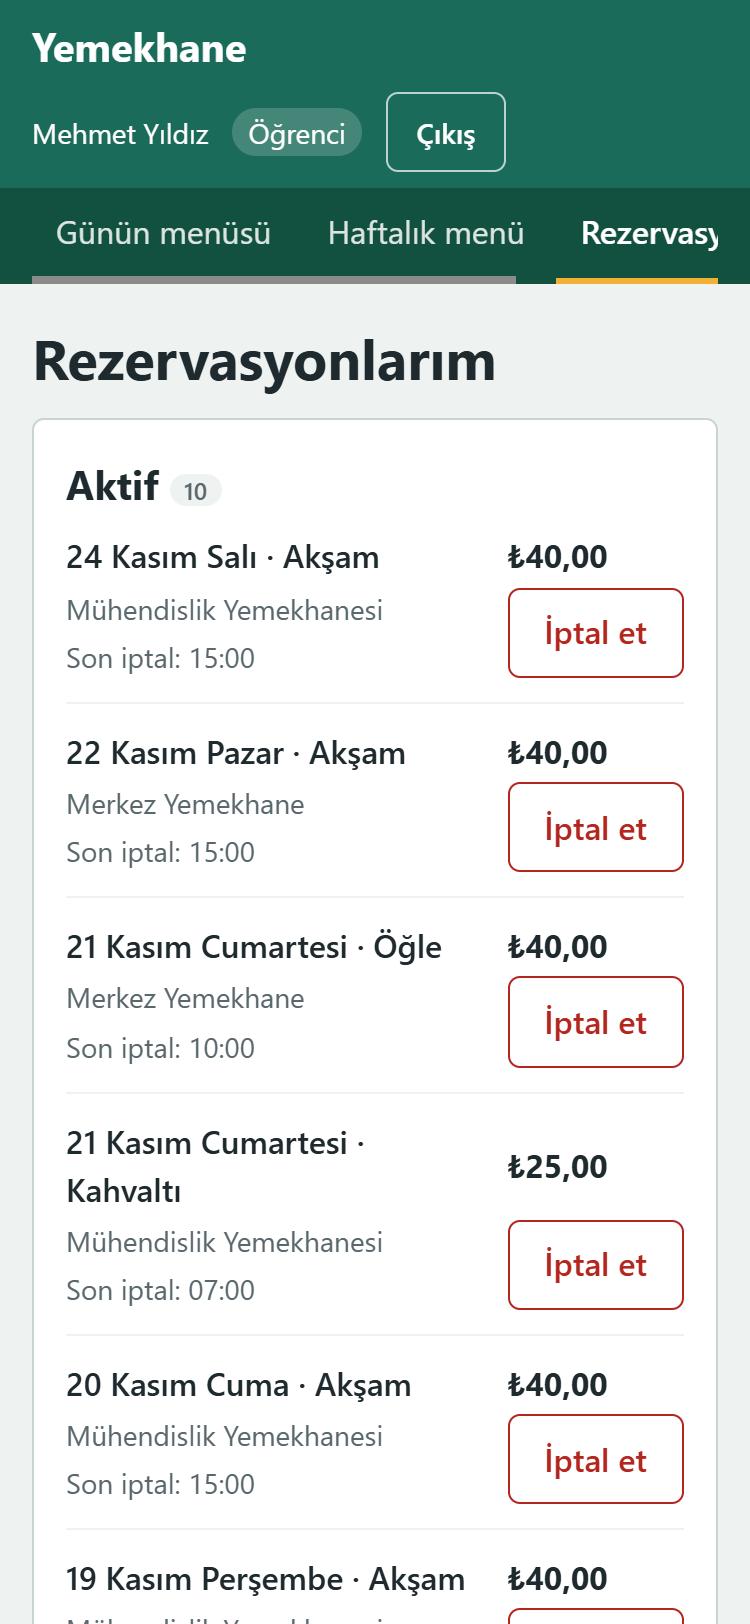 Yemekhane
Mehmet Yıldız Öğrenci Çıkış
Günün menüsü Haftalık menü
Rezervasyonlarım
Aktif 10
24 Kasım Salı · Akşam ₺40,00
Mühendislik Yemekhanesi
İptal et
Son iptal: 15:00
22 Kasım Pazar · Akşam ₺40,00
Merkez Yemekhane
İptal et
Son iptal: 15:00
21 Kasım Cumartesi · Öğle ₺40,00
Merkez Yemekhane
İptal et
Son iptal: 10:00
21 Kasım Cumartesi ·
Kahvaltı
₺25,00
Mühendislik Yemekhanesi
İptal et
Son iptal: 07:00
20 Kasım Cuma · Akşam ₺40,00
Mühendislik Yemekhanesi
İptal et
Son iptal: 15:00
19 Kasım Perşembe · Akşam ₺40,00